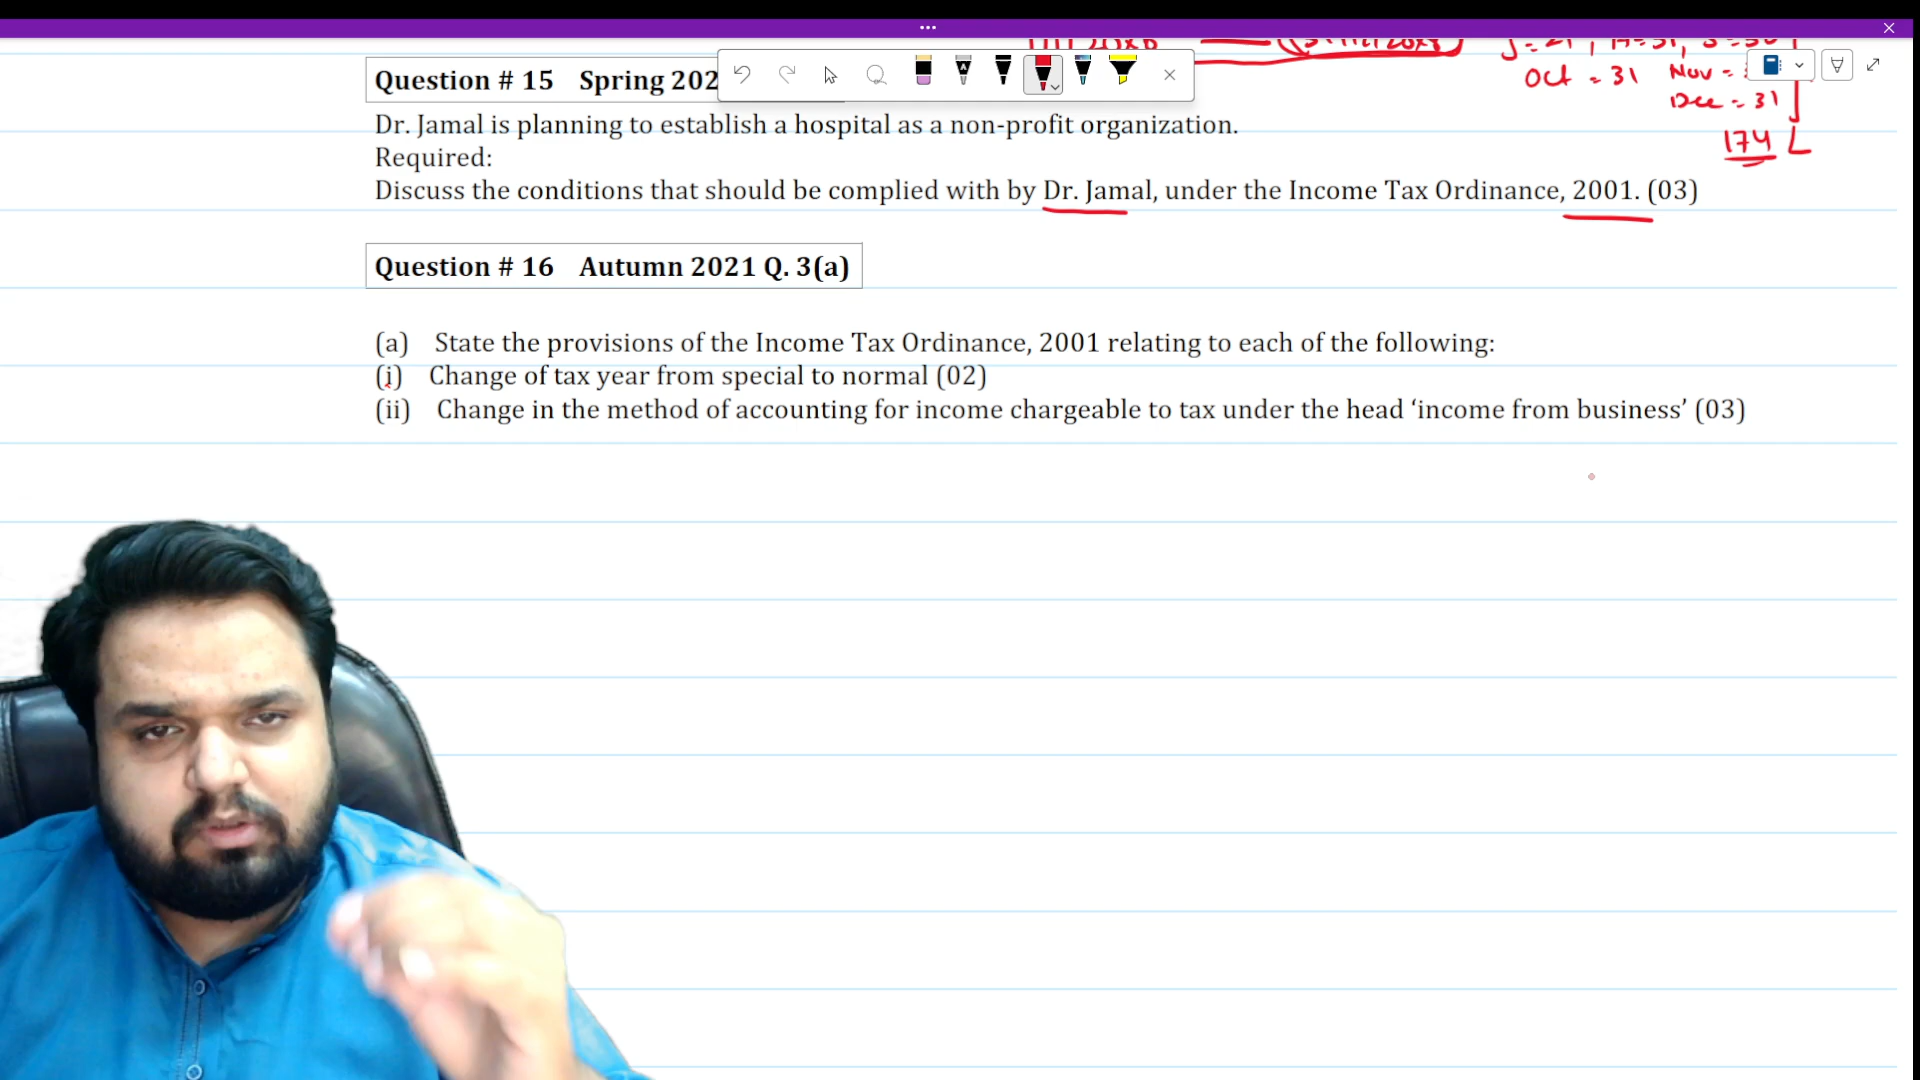 Question # 15 Spring 202
Oct = 31 Nov =
Dec = 31
174
Dr. Jamal is planning to establish a hospital as a non-profit organization.
Required:
Discuss the conditions that should be complied with by Dr. Jamal, under the Income Tax Ordinance, 2001. (03)
Question # 16 Autumn 2021 Q. 3(a)
(a) State the provisions of the Income Tax Ordinance, 2001 relating to each of the following:
(i) Change of tax year from special to normal (02)
(ii) Change in the method of accounting for income chargeable to tax under the head ‘income from business’ (03)